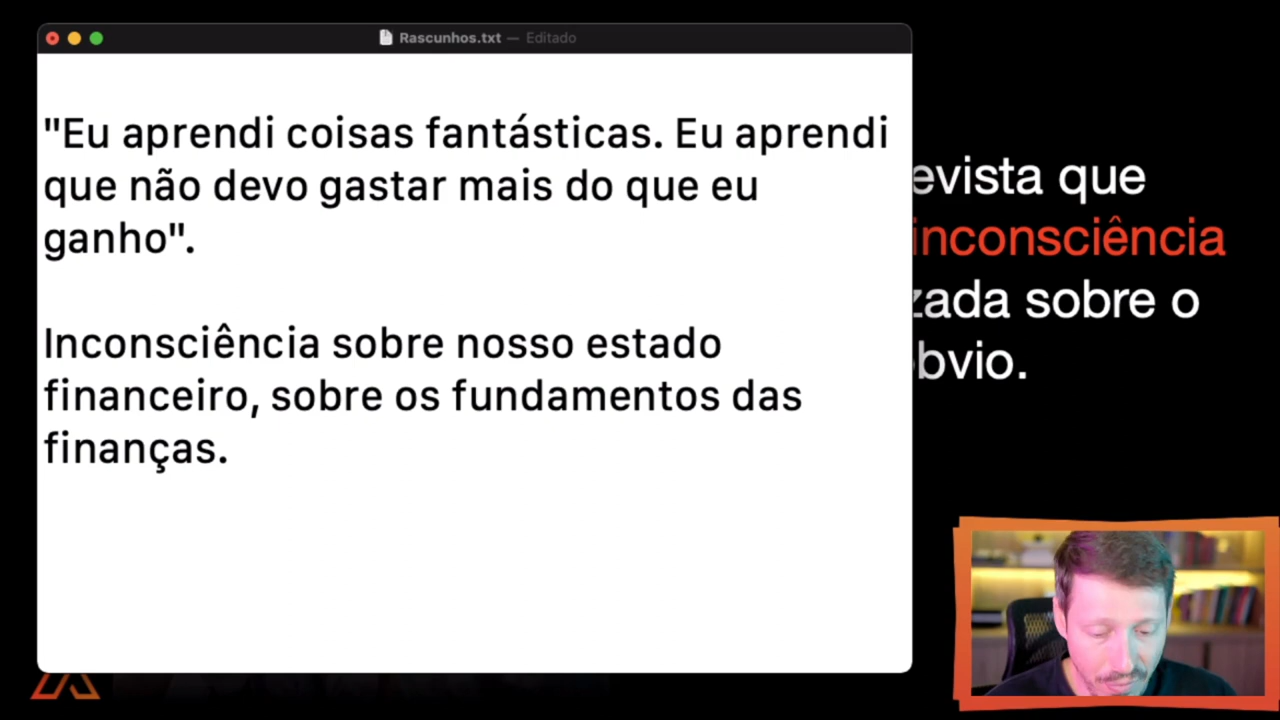 Rascunhos.txt — Editado
"Eu aprendi coisas fantásticas. Eu aprendi
que não devo gastar mais do que eu
ganho".
Inconsciência sobre nosso estado
financeiro, sobre os fundamentos das
finanças.
evista que
inconsciência
zada sobre o
bvio.